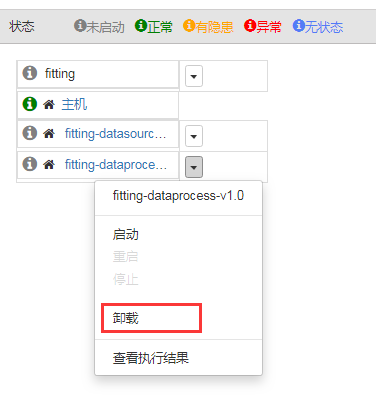 状态 未启动 正常 有隐患 异常 无状态
fitting
主机
fitting-datasourc...
fitting-dataproce...
fitting-dataprocess-v1.0
启动
重启
停止
卸载
查看执行结果